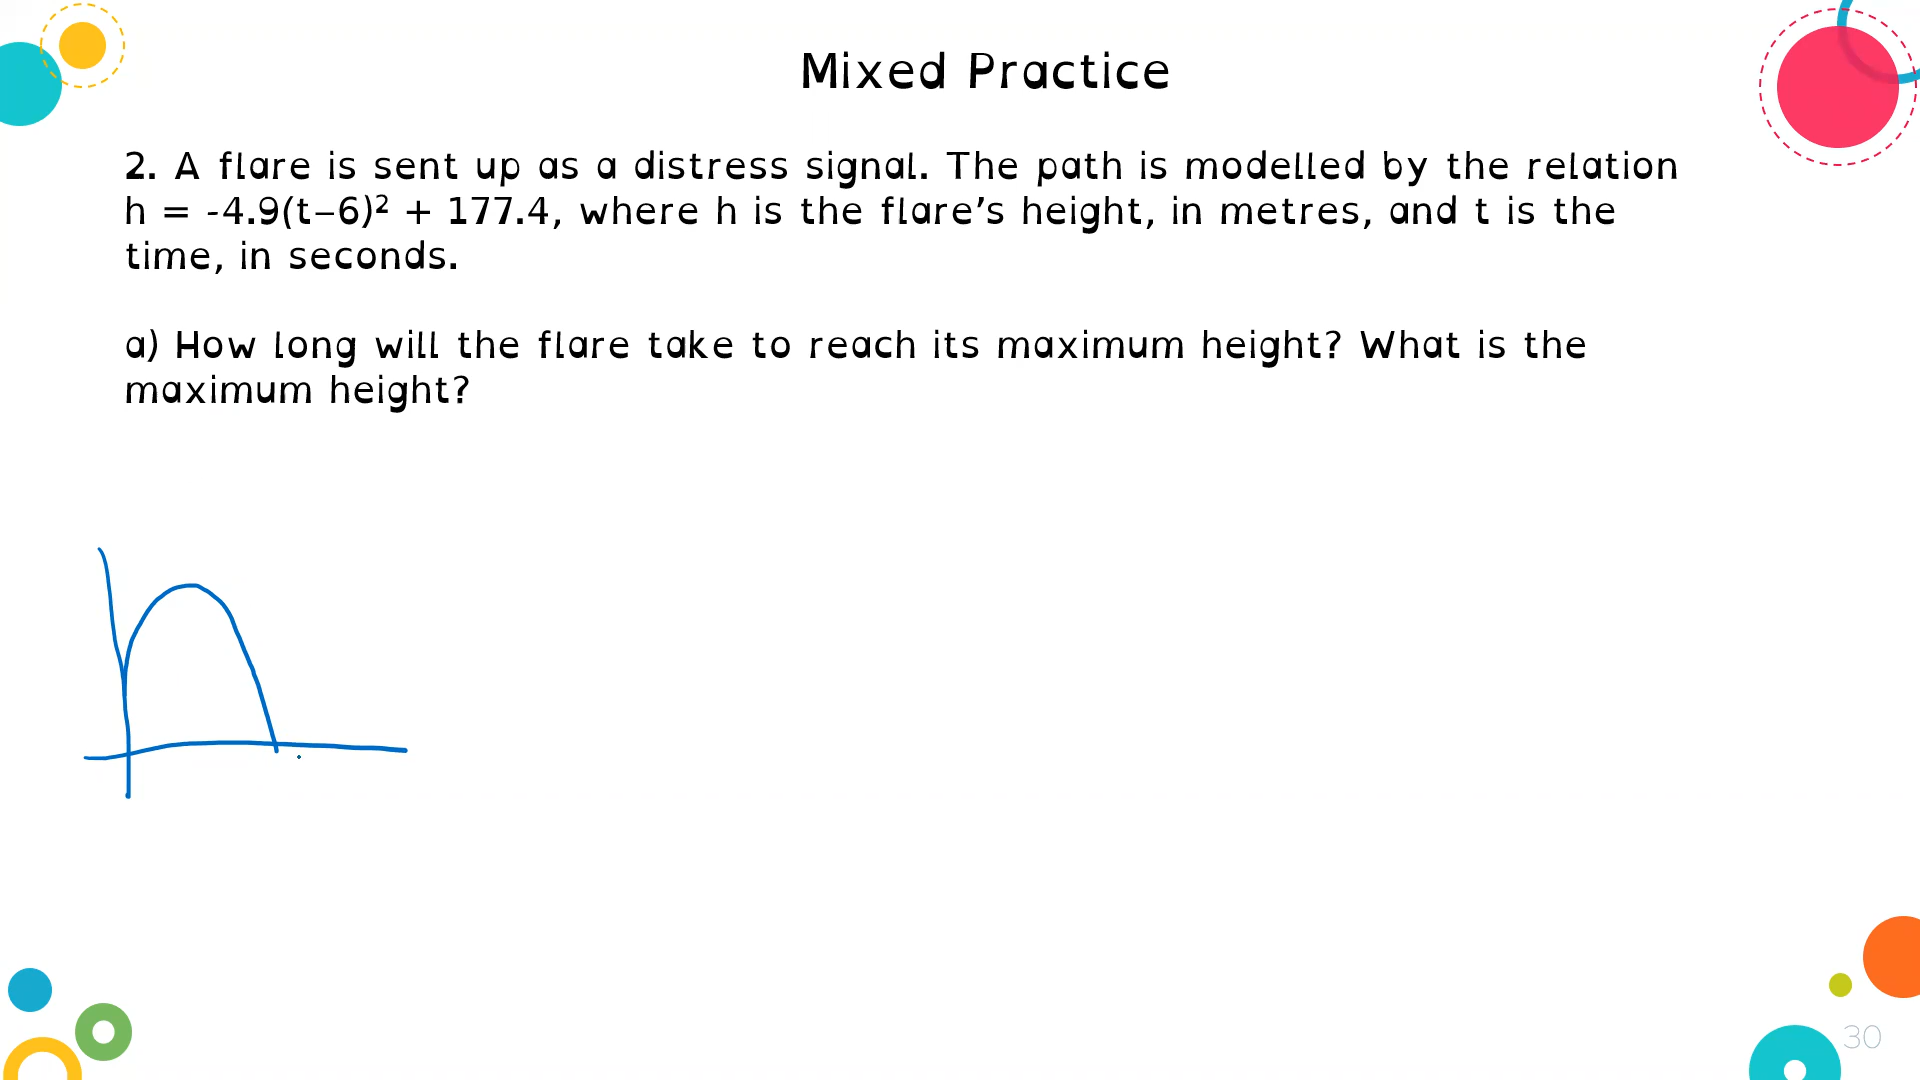 Mixed Practice
2. A flare is sent up as a distress signal. The path is modelled by the relation
h = -4.9(t–6)² + 177.4, where h is the flare’s height, in metres, and t is the
time, in seconds.
a) How long will the flare take to reach its maximum height? What is the
maximum height?
30